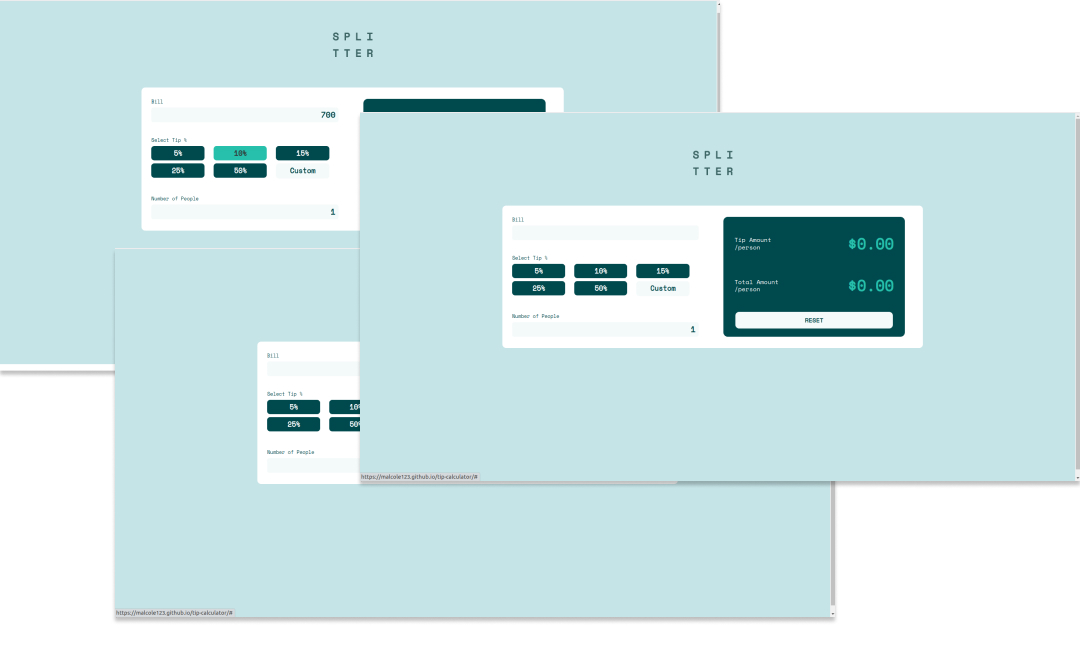 SPLI
TTER
Bill
700
Select Tip %
5%
10%
15%
25%
50%
Custom
Number of People
1
SPLI
TTER
Bill
Select Tip %
5%
10%
15%
25%
50%
Custom
Number of People
1
Tip Amount
/person
$0.00
Total Amount
/person
$0.00
RESET
https://malcole123.github.io/tip-calculator/#
Bill
Select Tip %
5%
10%
25%
50%
Number of People
https://malcole123.github.io/tip-calculator/#